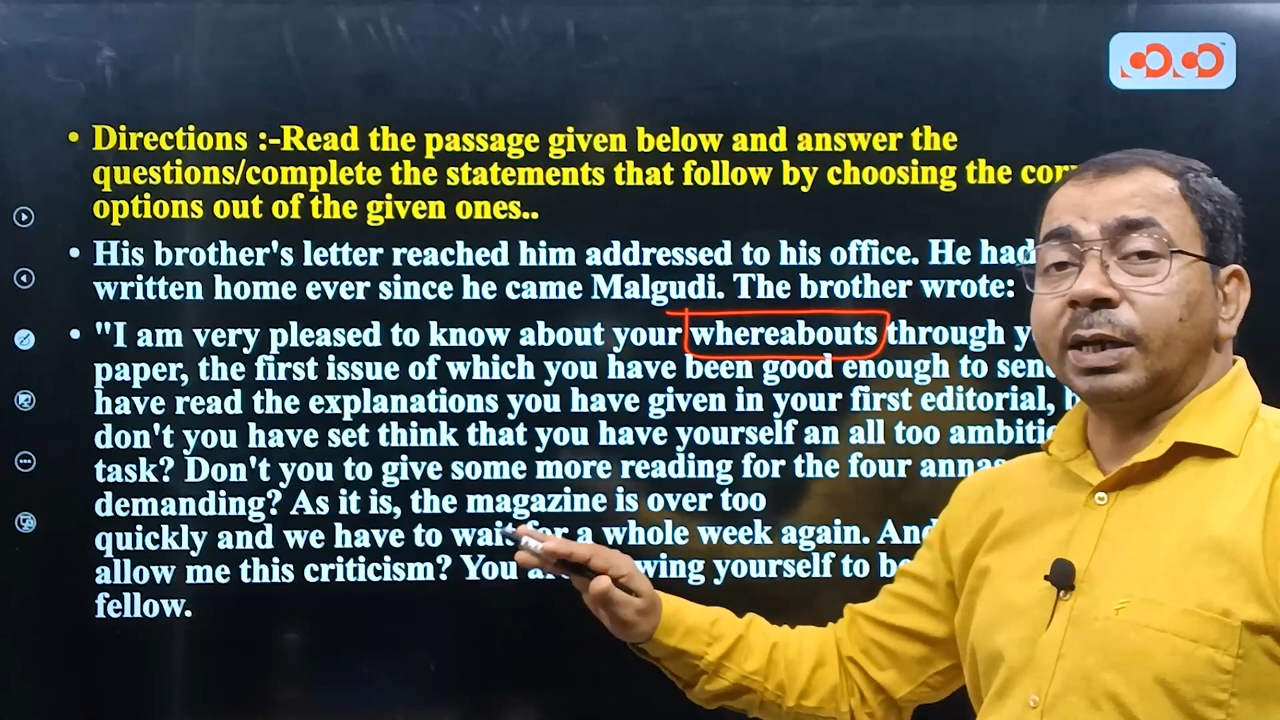 • Directions :-Read the passage given below and answer the
questions/complete the statements that follow by choosing the
options out of the given ones..
• His brother's letter reached him addressed to his office. He had
written home ever since he came Malgudi. The brother wrote:
• "I am very pleased to know about your whereabouts through
paper, the first issue of which you have been good enough to
have read the explanations you have given in your first editorial,
don't you have set think that you have yourself an all too
task? Don't you to give some more reading for the four annas
demanding? As it is, the magazine is over too
quickly and we have to wait for a whole week again. And
allow me this criticism? You yourself to
fellow.